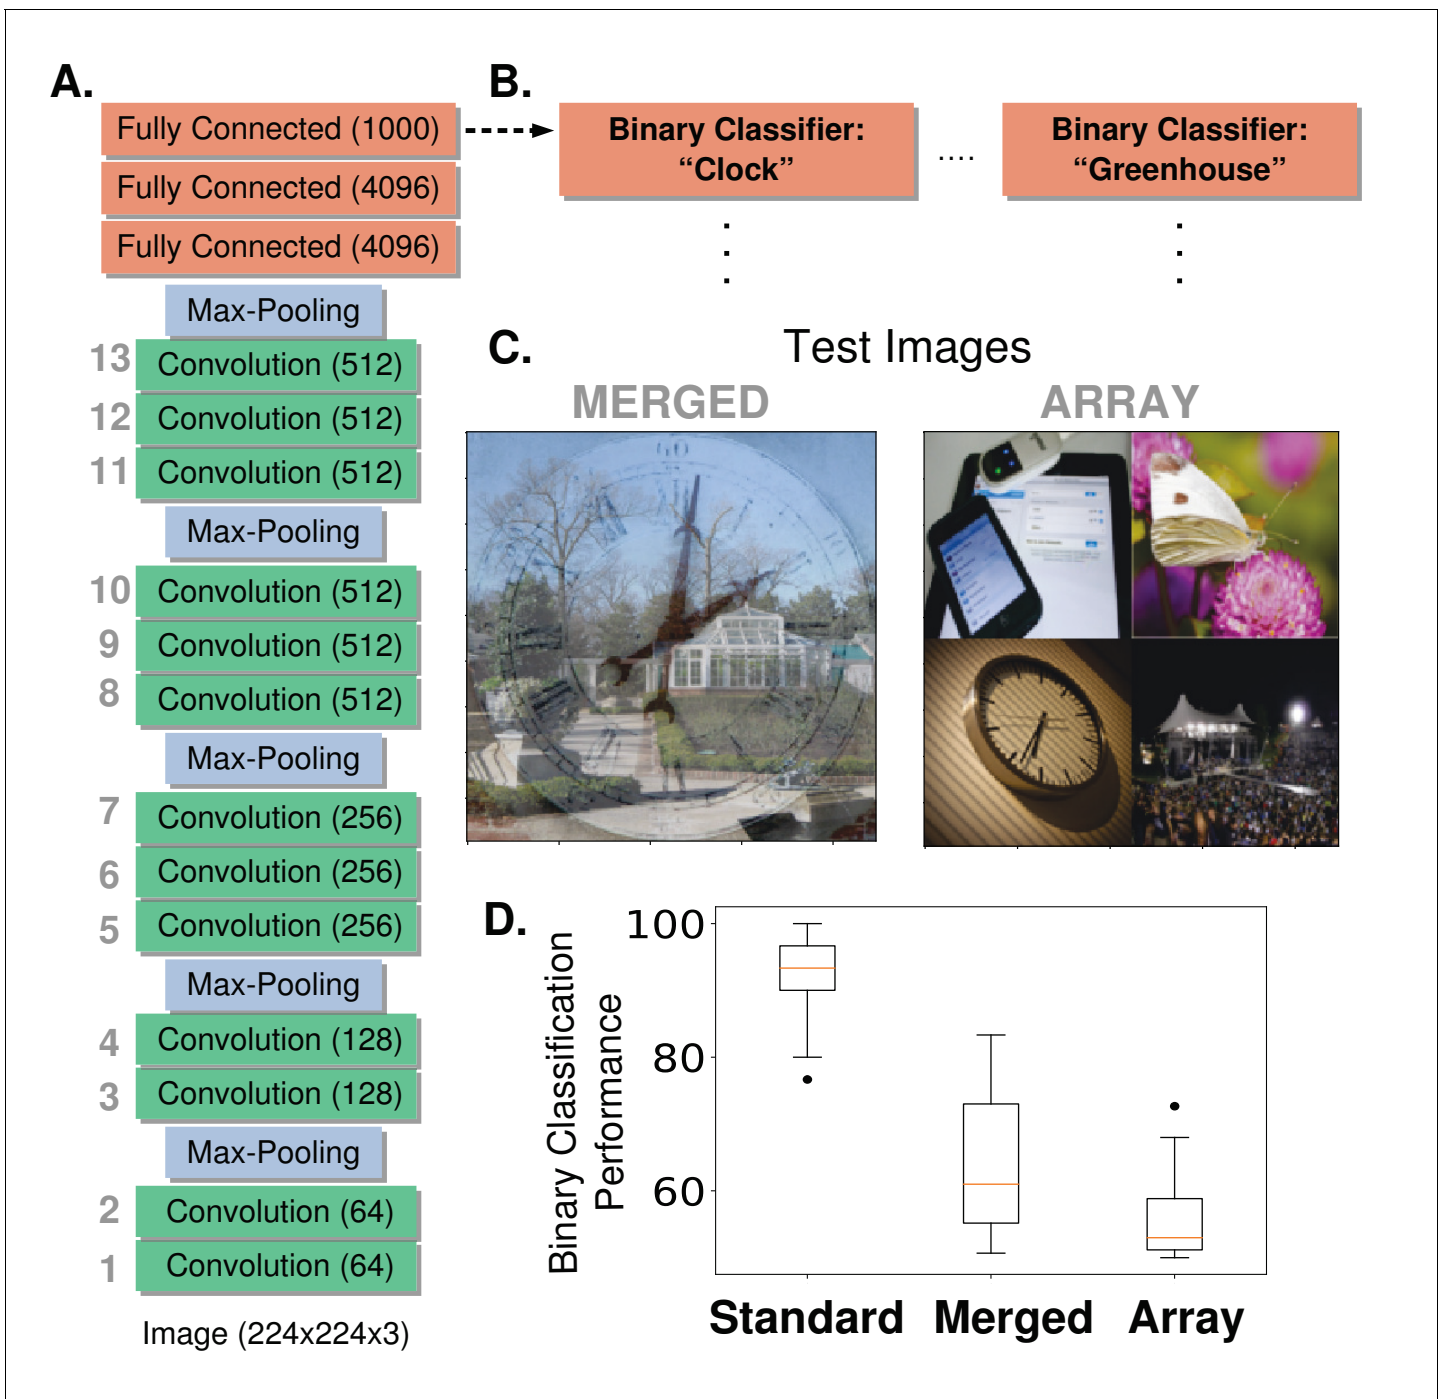 A.
Fully Connected (1000)
Fully Connected (4096)
Fully Connected (4096)
Max-Pooling
13 Convolution (512)
12 Convolution (512)
11 Convolution (512)
Max-Pooling
10 Convolution (512)
9 Convolution (512)
8 Convolution (512)
Max-Pooling
7 Convolution (256)
6 Convolution (256)
5 Convolution (256)
Max-Pooling
4 Convolution (128)
3 Convolution (128)
Max-Pooling
2 Convolution (64)
1 Convolution (64)
Image (224x224x3)
B.
Binary Classifier:
“Clock”
....
Binary Classifier:
“Greenhouse”
C.
Test Images
MERGED
ARRAY
60
D.
Binary Classification
Performance
100
80
60
Standard
Merged
Array